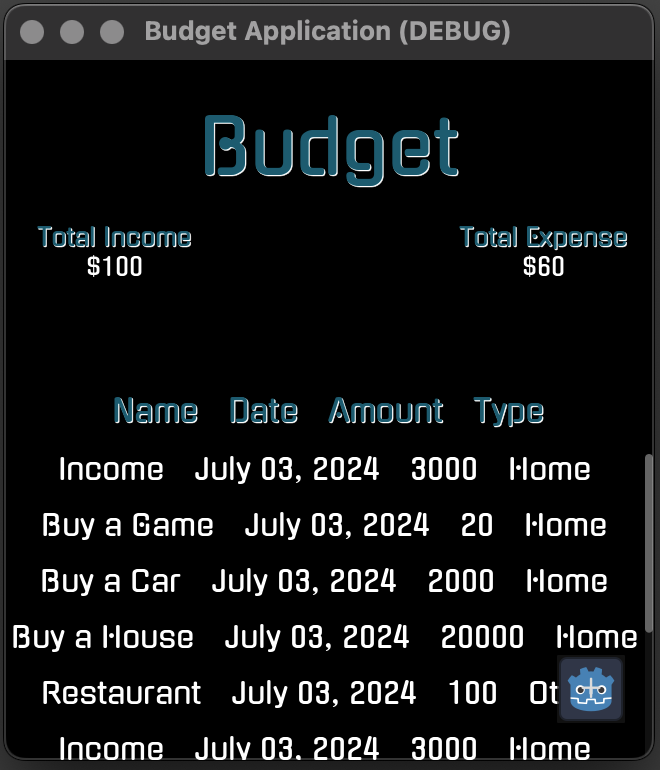 Budget Application (DEBUG)
Budget
Total Income Total Expense
$100 $60
Name Date Amount Type
Income July 03, 2024 3000 Home
Buy a Game July 03, 2024 20 Home
Buy a Car July 03, 2024 2000 Home
Buy a House July 03, 2024 20000 Home
Restaurant July 03, 2024 100 Ot
Income July 03, 2024 3000 Home